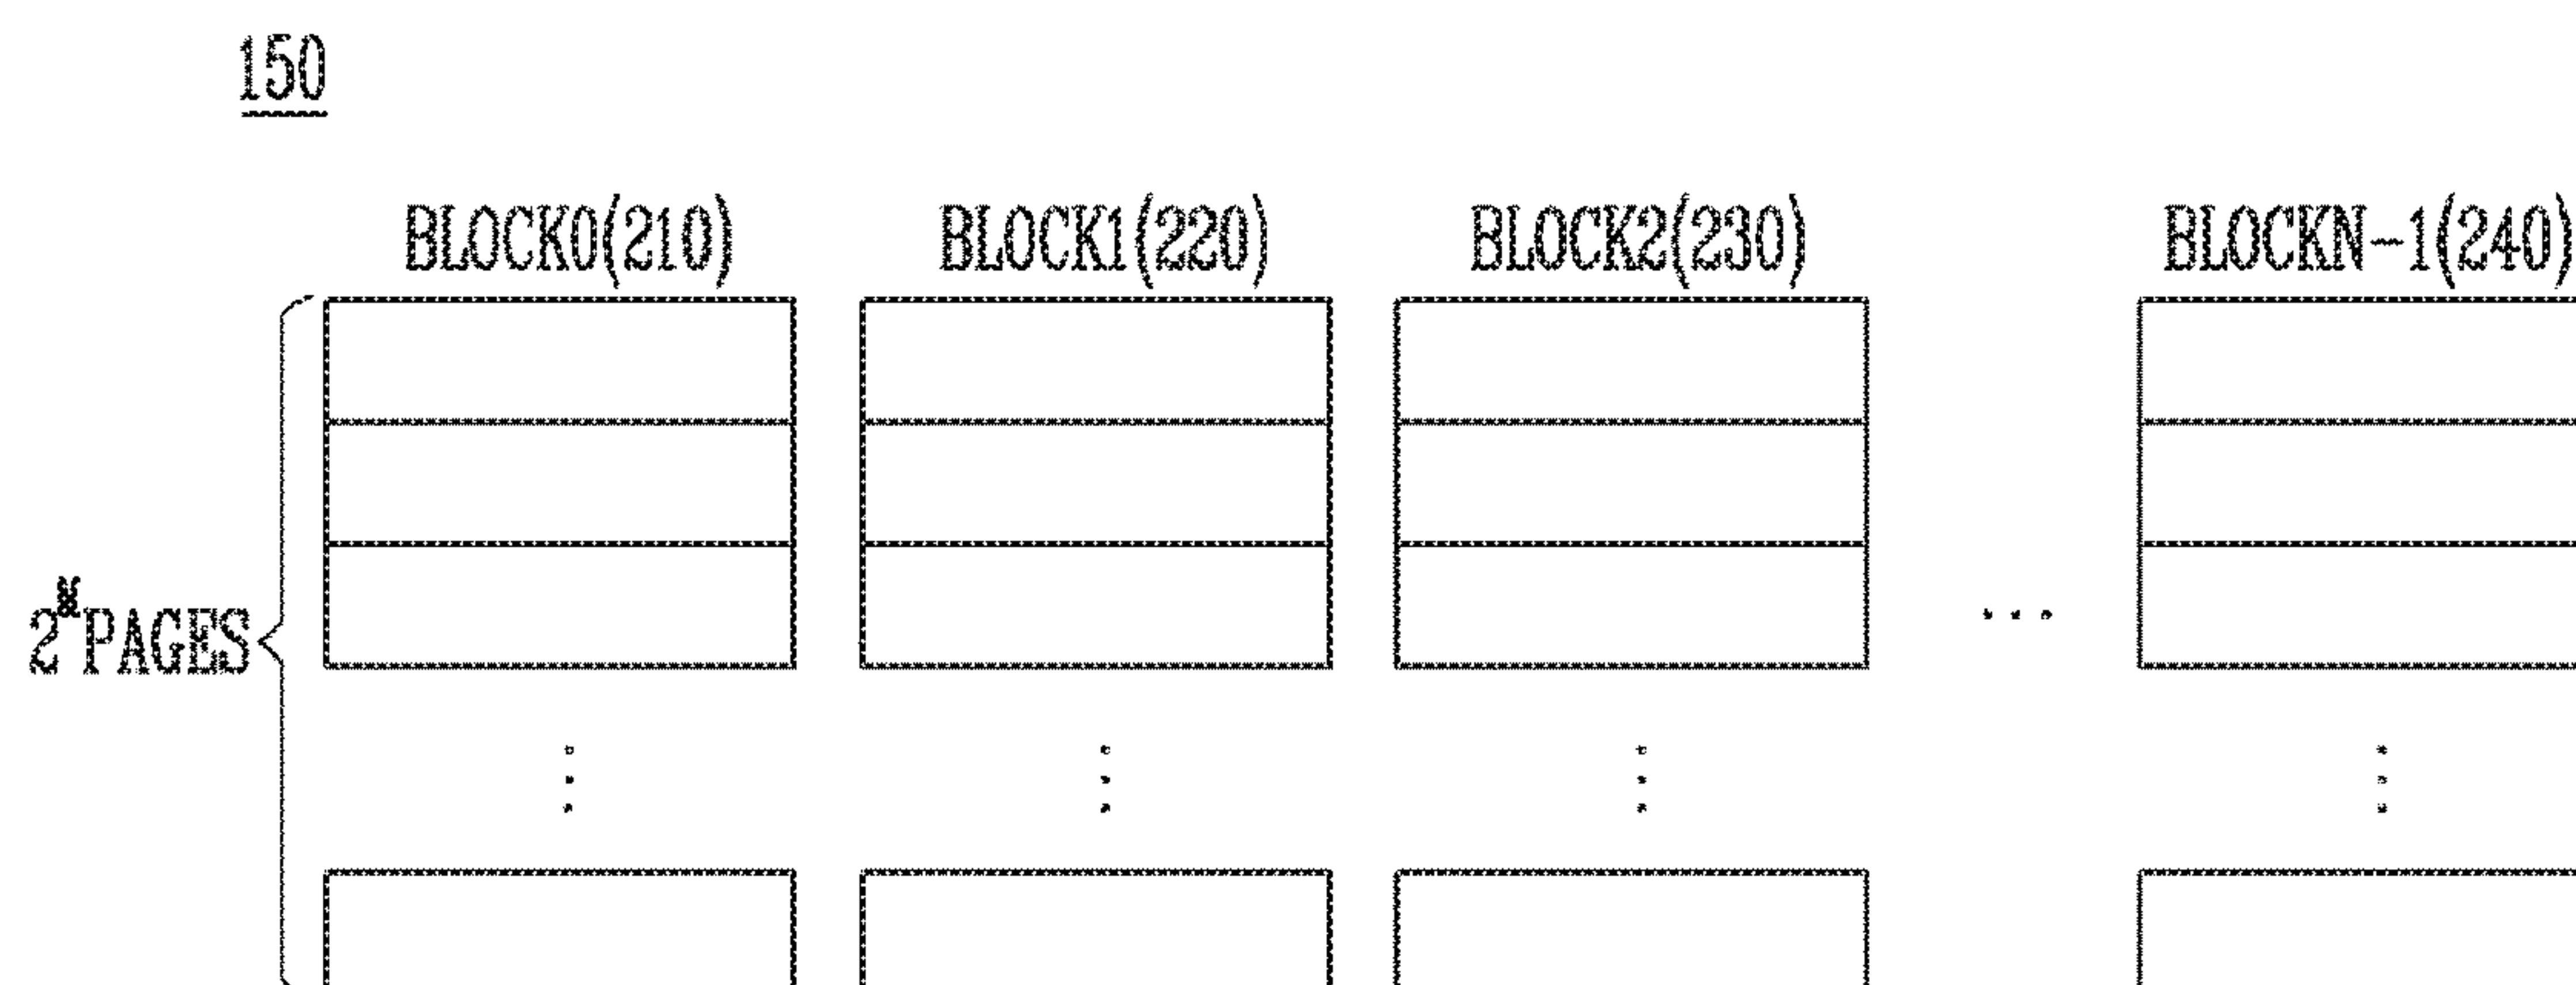 150
BLOCK0(210) BLOCK1(220) BLOCK2(230) BLOCKN-1(240)
...
2 PAGES